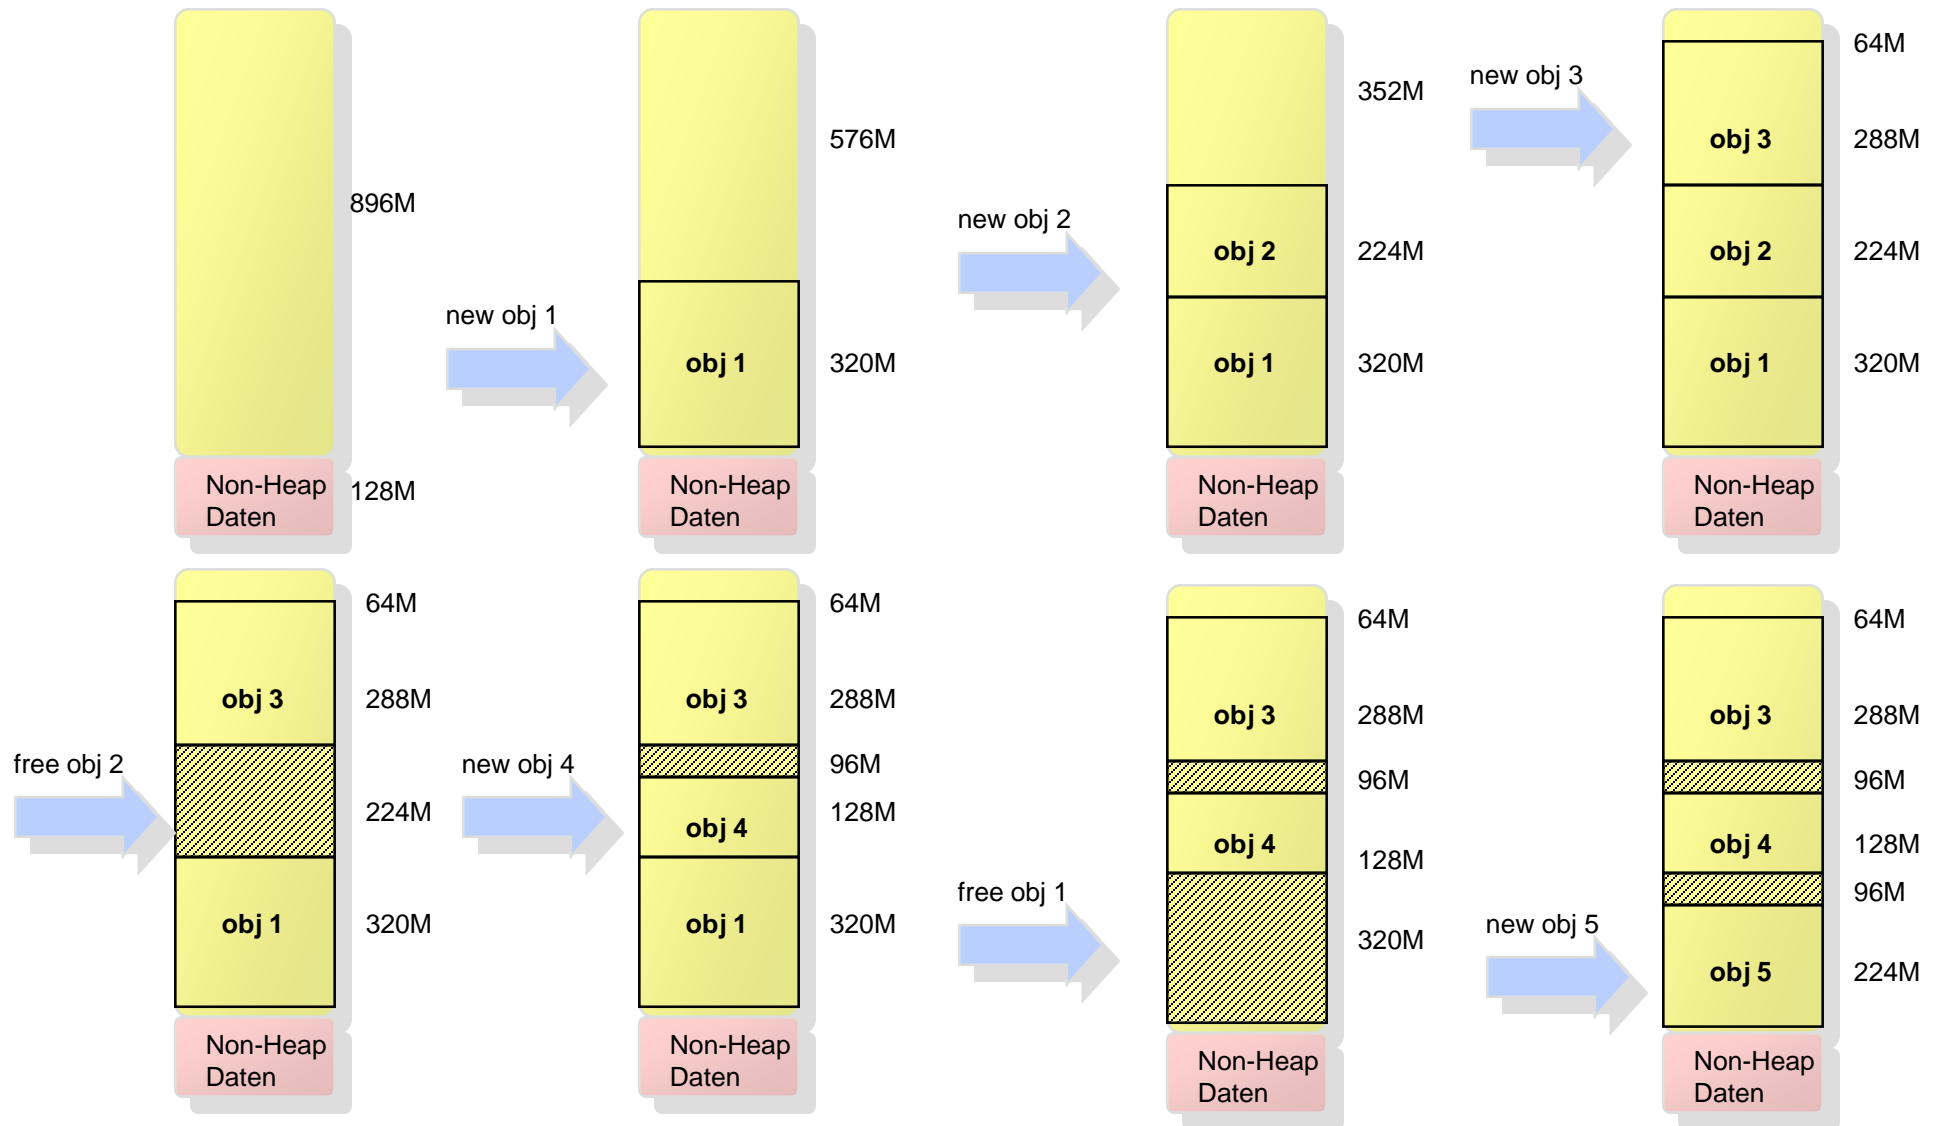 896M
Non-Heap
Daten
128M
new obj 1
576M
obj 1
320M
Non-Heap
Daten
new obj 2
352M
obj 2
224M
obj 1
320M
Non-Heap
Daten
new obj 3
64M
obj 3
288M
obj 2
224M
obj 1
320M
Non-Heap
Daten
free obj 2
64M
obj 3
288M
224M
obj 1
320M
Non-Heap
Daten
new obj 4
64M
obj 3
288M
96M
obj 4
128M
obj 1
320M
Non-Heap
Daten
free obj 1
64M
obj 3
288M
96M
obj 4
128M
320M
Non-Heap
Daten
new obj 5
64M
obj 3
288M
96M
obj 4
128M
96M
obj 5
224M
Non-Heap
Daten